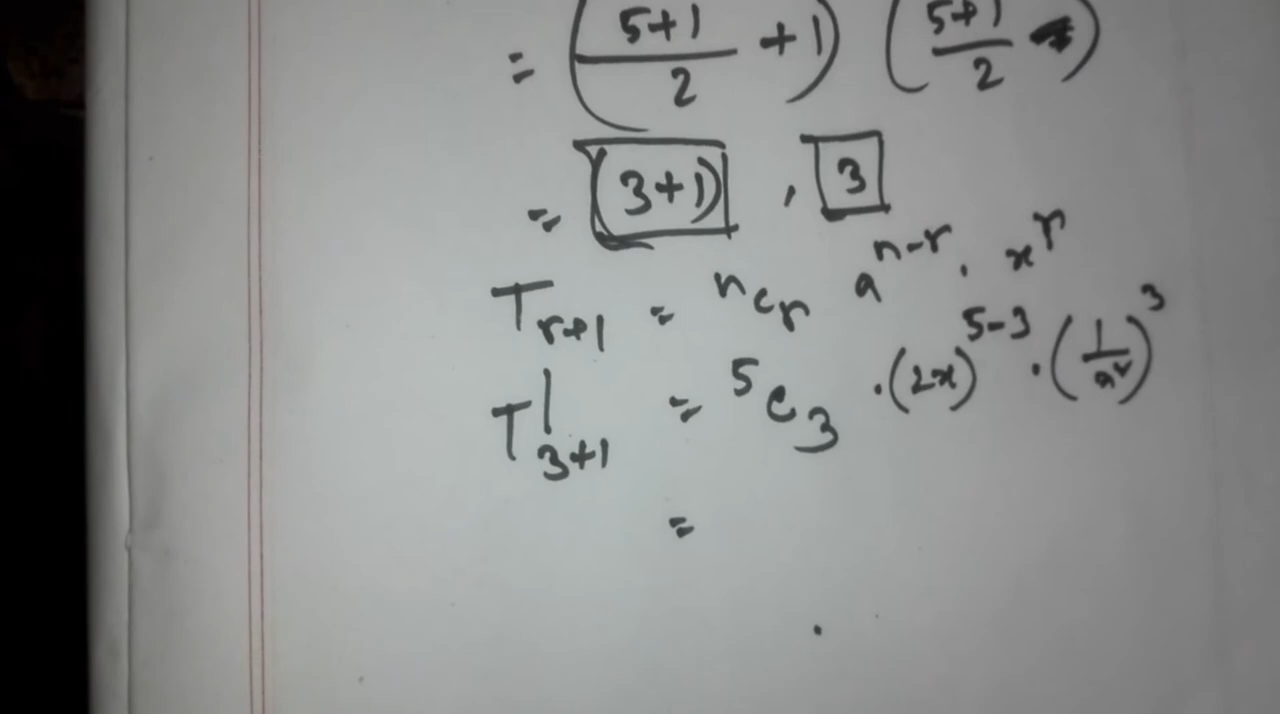 = (5+1/2 + 1) (5+1/2 )
= (3+1) , 3
T_{r+1} = ^nC_r a^{n-r} . x^r
T_{3+1} = ^5C_3 .(2x)^{5-3} .(1/x²)^3
=